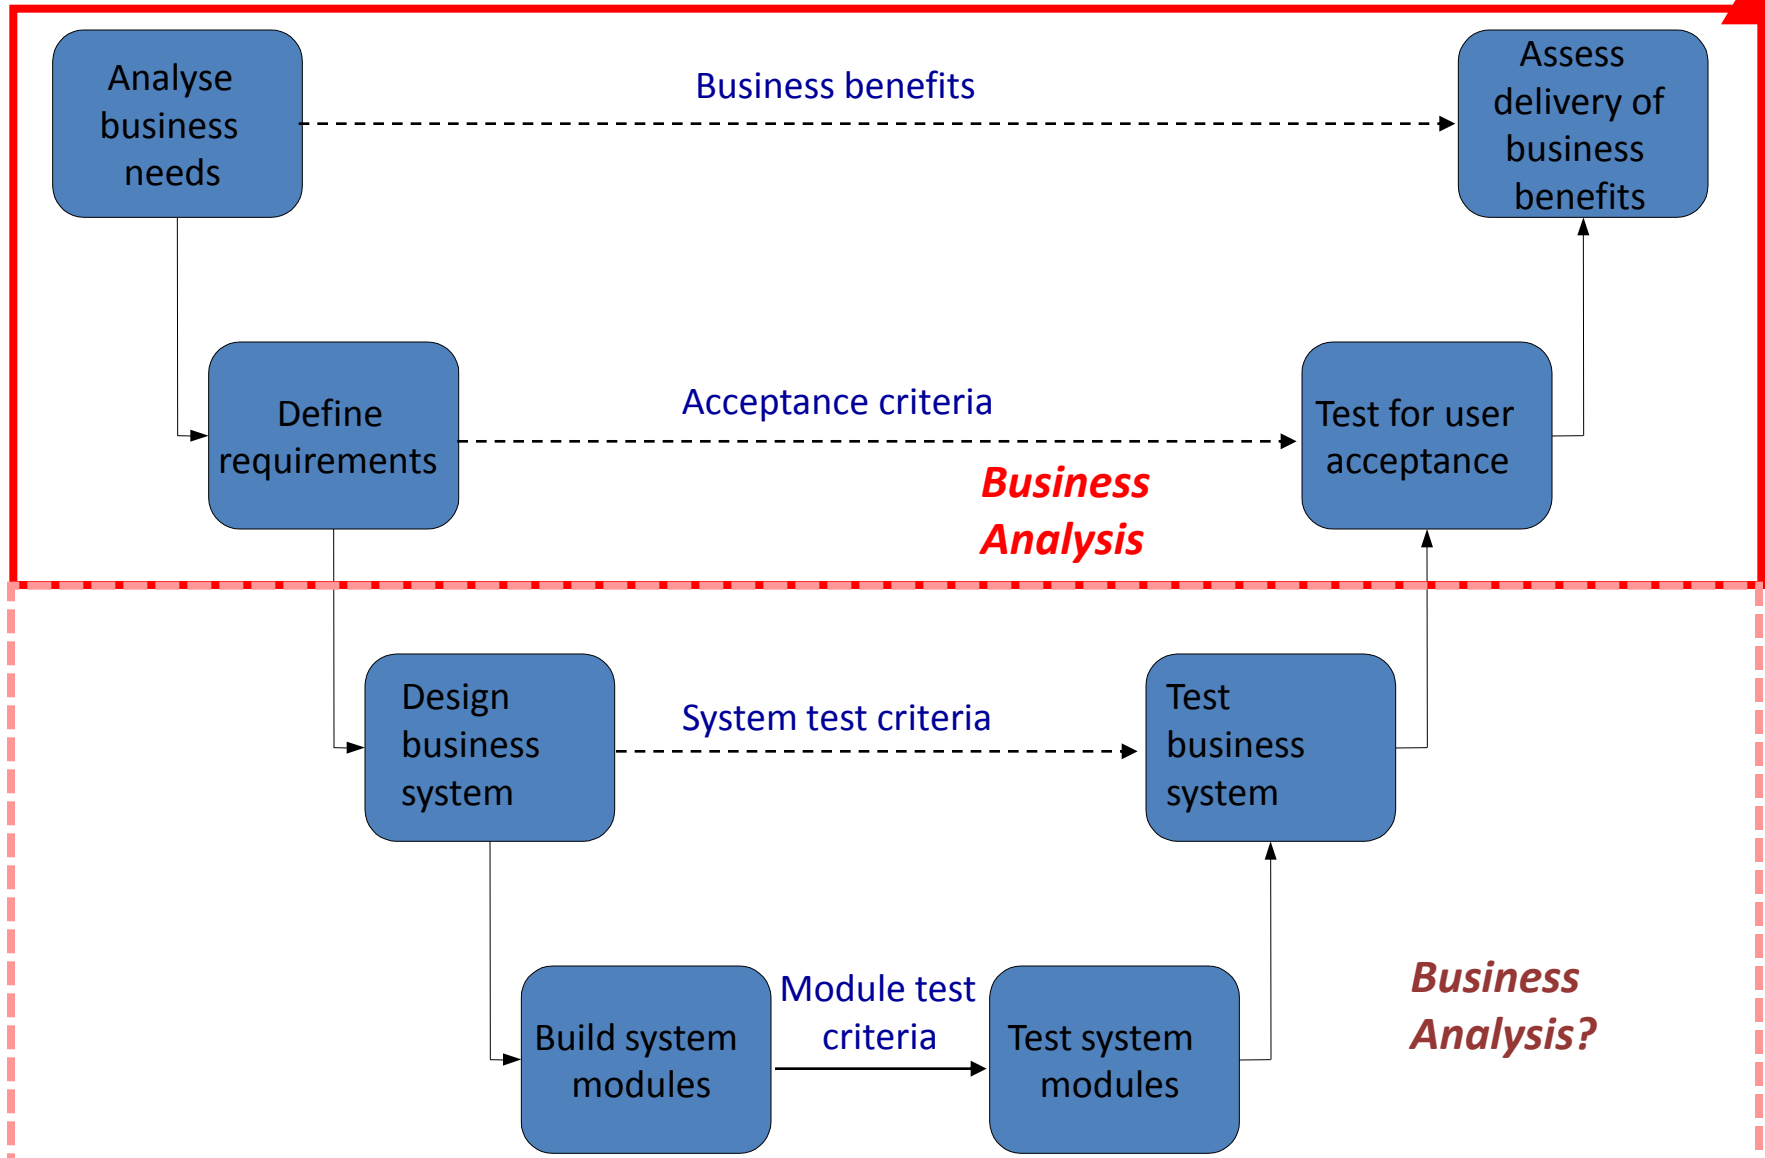 Analyse
business
needs
Business benefits
Assess
delivery of
business
benefits
Define
requirements
Acceptance criteria
Test for user
acceptance
Business
Analysis
Design
business
system
System test criteria
Test
business
system
Build system
modules
Module test
criteria
Test system
modules
Business
Analysis?